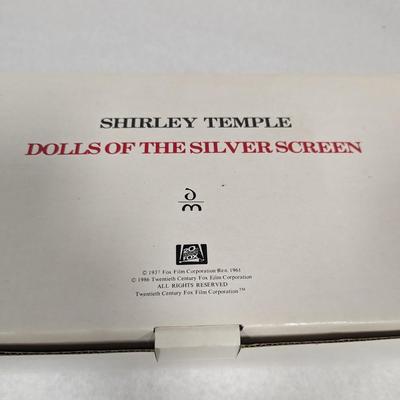 SHIRLEY TEMPLE
DOLLS OF THE SILVER SCREEN
20th
CENTURY
FOX
© 1937 Fox Film Corporation Ren. 1961
© 1986 Twentieth Century Fox Film Corporation
ALL RIGHTS RESERVED
Twentieth Century Fox Film Corporation™